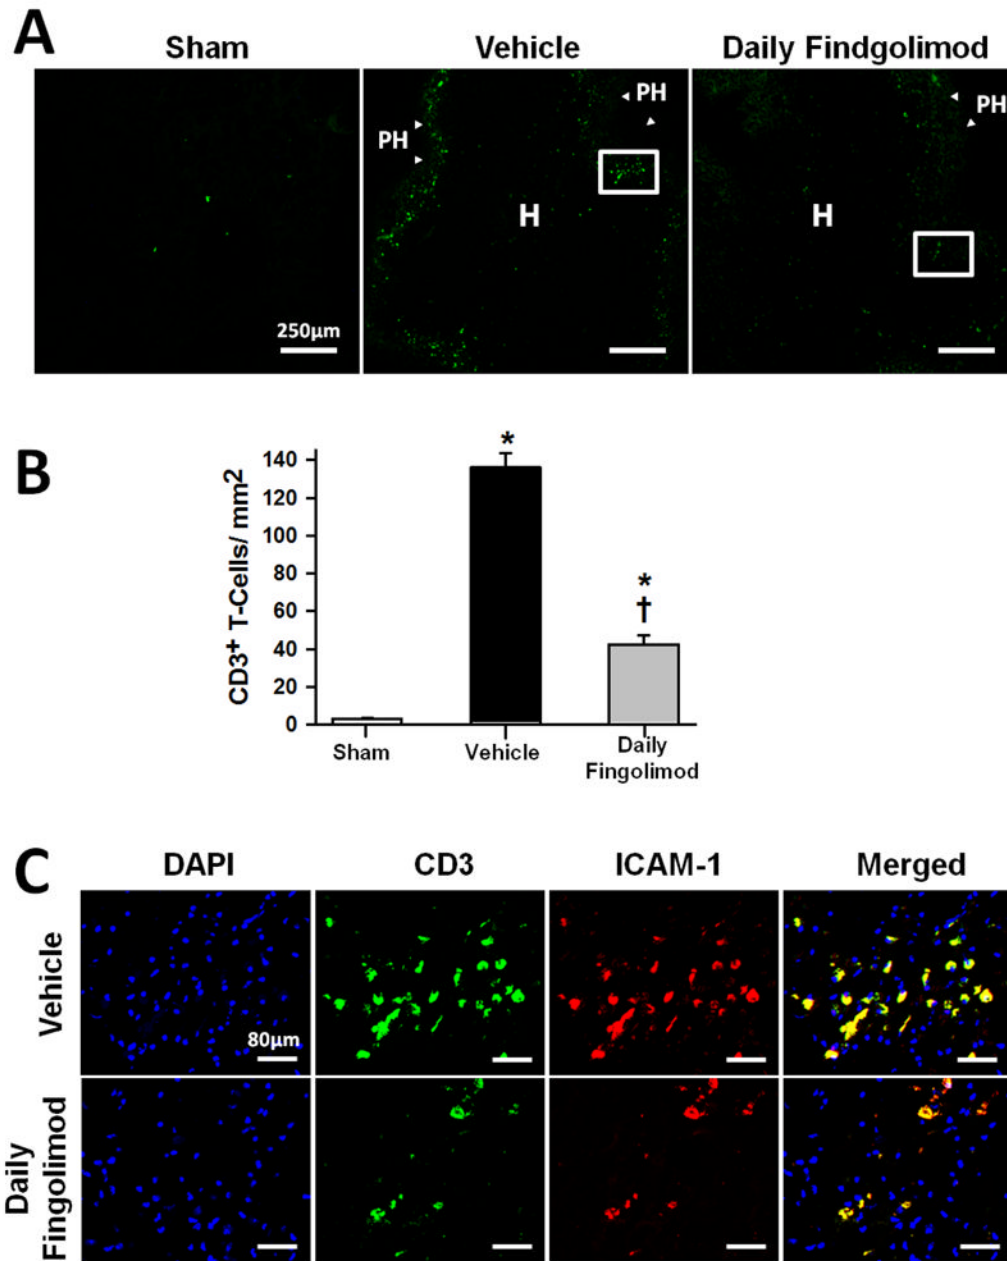 A
Sham
Vehicle
Daily Findgolimod
PH
PH
PH
H
H
250µm
B
CD3+ T-Cells/ mm2
140
120
100
80
60
40
20
0
*
*
†
Sham
Vehicle
Daily
Fingolimod
C
DAPI
CD3
ICAM-1
Merged
Vehicle
80µm
Daily
Fingolimod